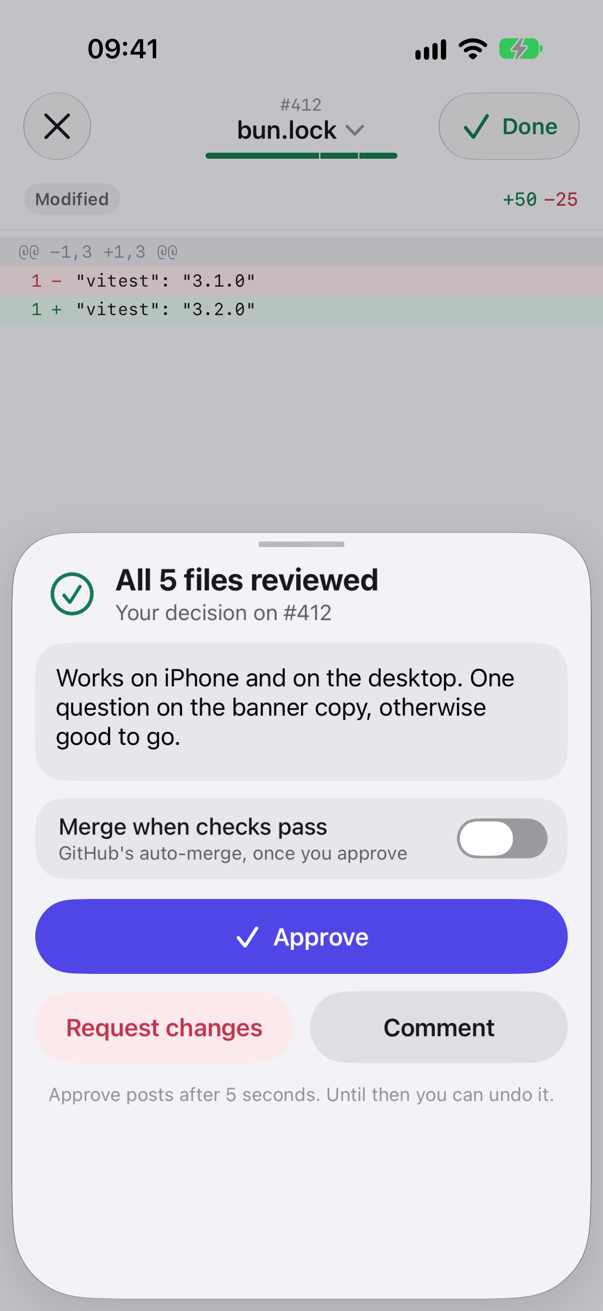 09:41
#412
bun.lock
Done
Modified
+50 −25
@@ −1,3 +1,3 @@
1 − "vitest": "3.1.0"
1 + "vitest": "3.2.0"
All 5 files reviewed
Your decision on #412
Works on iPhone and on the desktop. One
question on the banner copy, otherwise
good to go.
Merge when checks pass
GitHub's auto-merge, once you approve
Approve
Request changes
Comment
Approve posts after 5 seconds. Until then you can undo it.